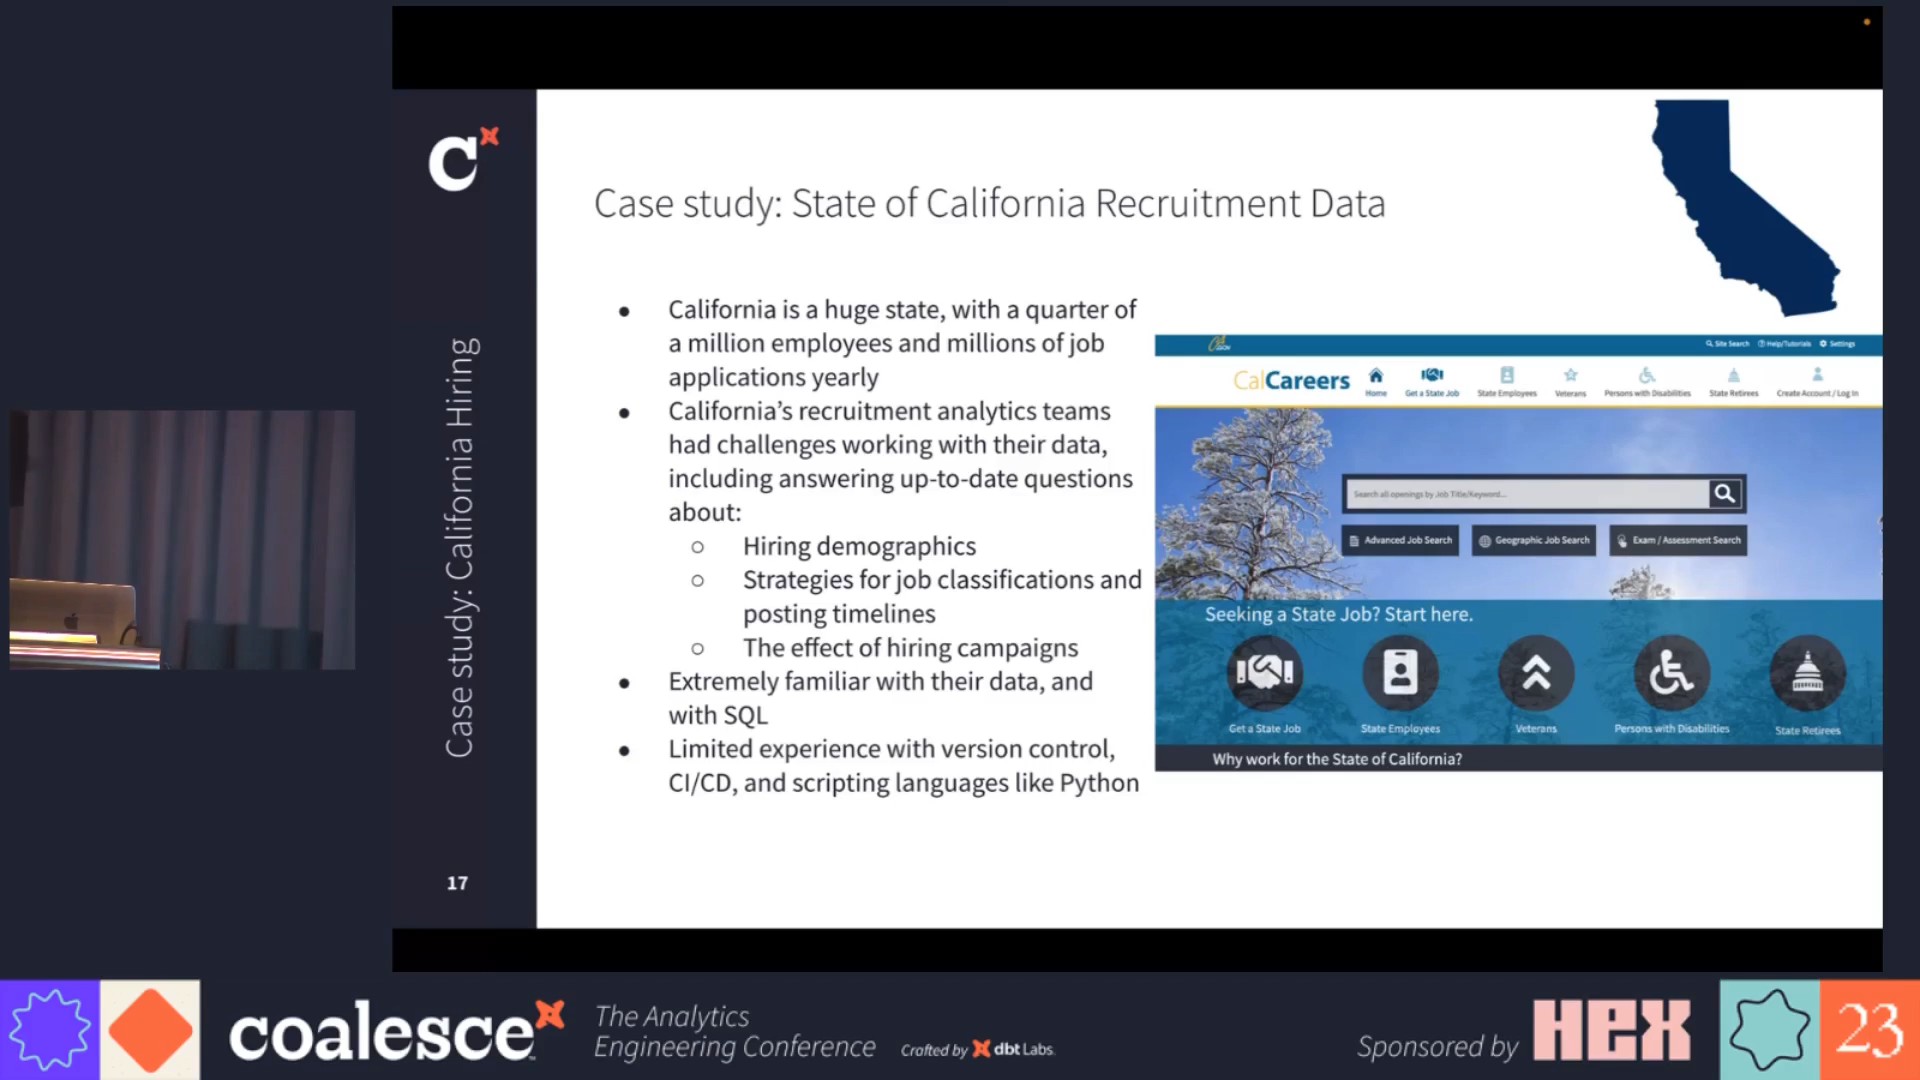 Case study: California Hiring
17
Case study: State of California Recruitment Data
● California is a huge state, with a quarter of
a million employees and millions of job
applications yearly
● California’s recruitment analytics teams
had challenges working with their data,
including answering up-to-date questions
about:
○ Hiring demographics
○ Strategies for job classifications and
posting timelines
○ The effect of hiring campaigns
● Extremely familiar with their data, and
with SQL
● Limited experience with version control,
CI/CD, and scripting languages like Python
Site Search Help/Tutorials Settings
CalCareers
Home Get a State Job State Employees Veterans Persons with Disabilities State Retirees Create Account / Log In
Search all openings by Job Title/Keyword...
Advanced Job Search Geographic Job Search Exam / Assessment Search
Seeking a State Job? Start here.
Get a State Job State Employees Veterans Persons with Disabilities State Retirees
Why work for the State of California?
coalesce
The Analytics
Engineering Conference
Crafted by dbt Labs
Sponsored by HEX
23